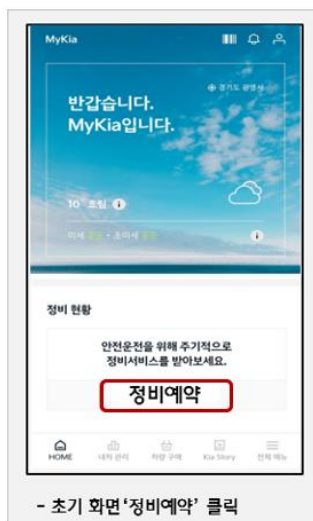 MyKia
경기도 광명시
반갑습니다.
MyKia입니다.
10° 흐림
미세 좋음 · 초미세 좋음
정비 현황
안전운전을 위해 주기적으로
정비서비스를 받아보세요.
정비예약
HOME 내차 관리 차량 구매 Kia Story 전체 메뉴
- 초기 화면 '정비예약' 클릭